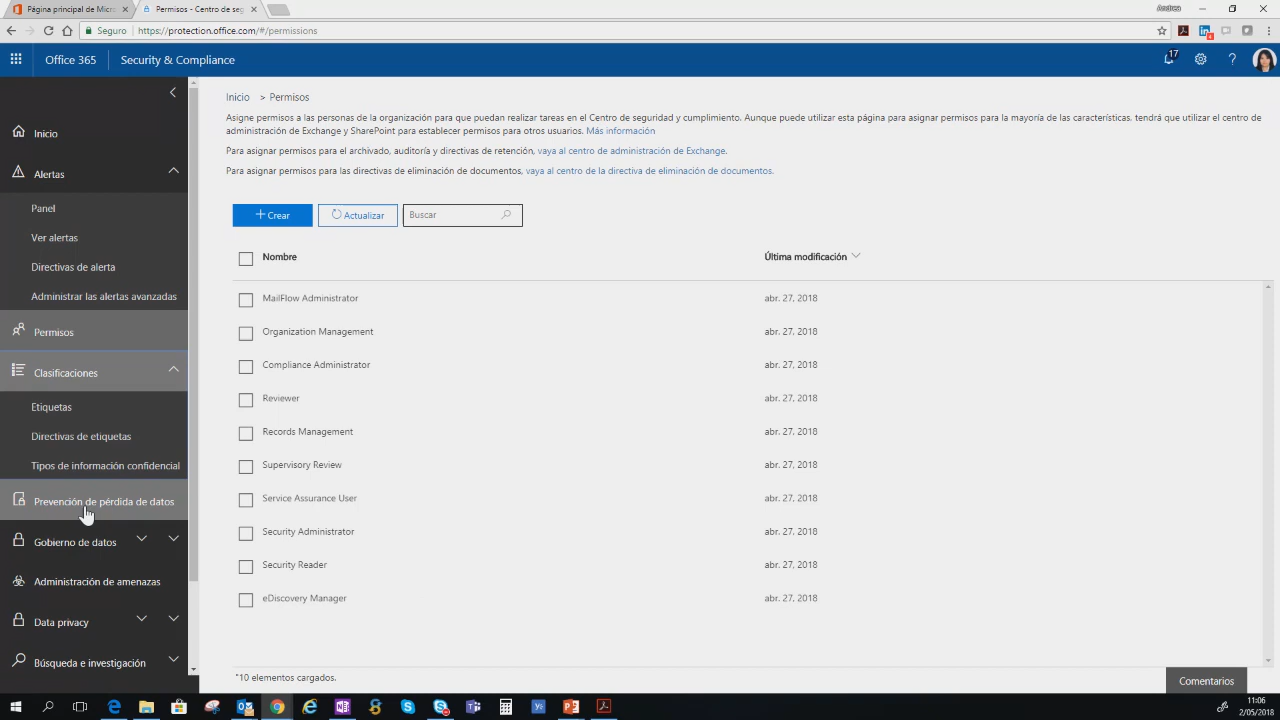 Página principal de Micro
Permisos - Centro de seg
Andrea
Seguro
https://protection.office.com/#/permissions
Office 365
Security & Compliance
17
Inicio
Alertas
Panel
Ver alertas
Directivas de alerta
Administrar las alertas avanzadas
Permisos
Clasificaciones
Etiquetas
Directivas de etiquetas
Tipos de información confidencial
Prevención de pérdida de datos
Gobierno de datos
Administración de amenazas
Data privacy
Búsqueda e investigación
Inicio > Permisos
Asigne permisos a las personas de la organización para que puedan realizar tareas en el Centro de seguridad y cumplimiento. Aunque puede utilizar esta página para asignar permisos para la mayoría de las características, tendrá que utilizar el centro de
administración de Exchange y SharePoint para establecer permisos para otros usuarios. Más información
Para asignar permisos para el archivado, auditoría y directivas de retención, vaya al centro de administración de Exchange.
Para asignar permisos para las directivas de eliminación de documentos, vaya al centro de la directiva de eliminación de documentos.
+ Crear
Actualizar
Buscar
Nombre Última modificación
MailFlow Administrator abr. 27, 2018
Organization Management abr. 27, 2018
Compliance Administrator abr. 27, 2018
Reviewer abr. 27, 2018
Records Management abr. 27, 2018
Supervisory Review abr. 27, 2018
Service Assurance User abr. 27, 2018
Security Administrator abr. 27, 2018
Security Reader abr. 27, 2018
eDiscovery Manager abr. 27, 2018
*10 elementos cargados.
Comentarios
11:06
2/05/2018